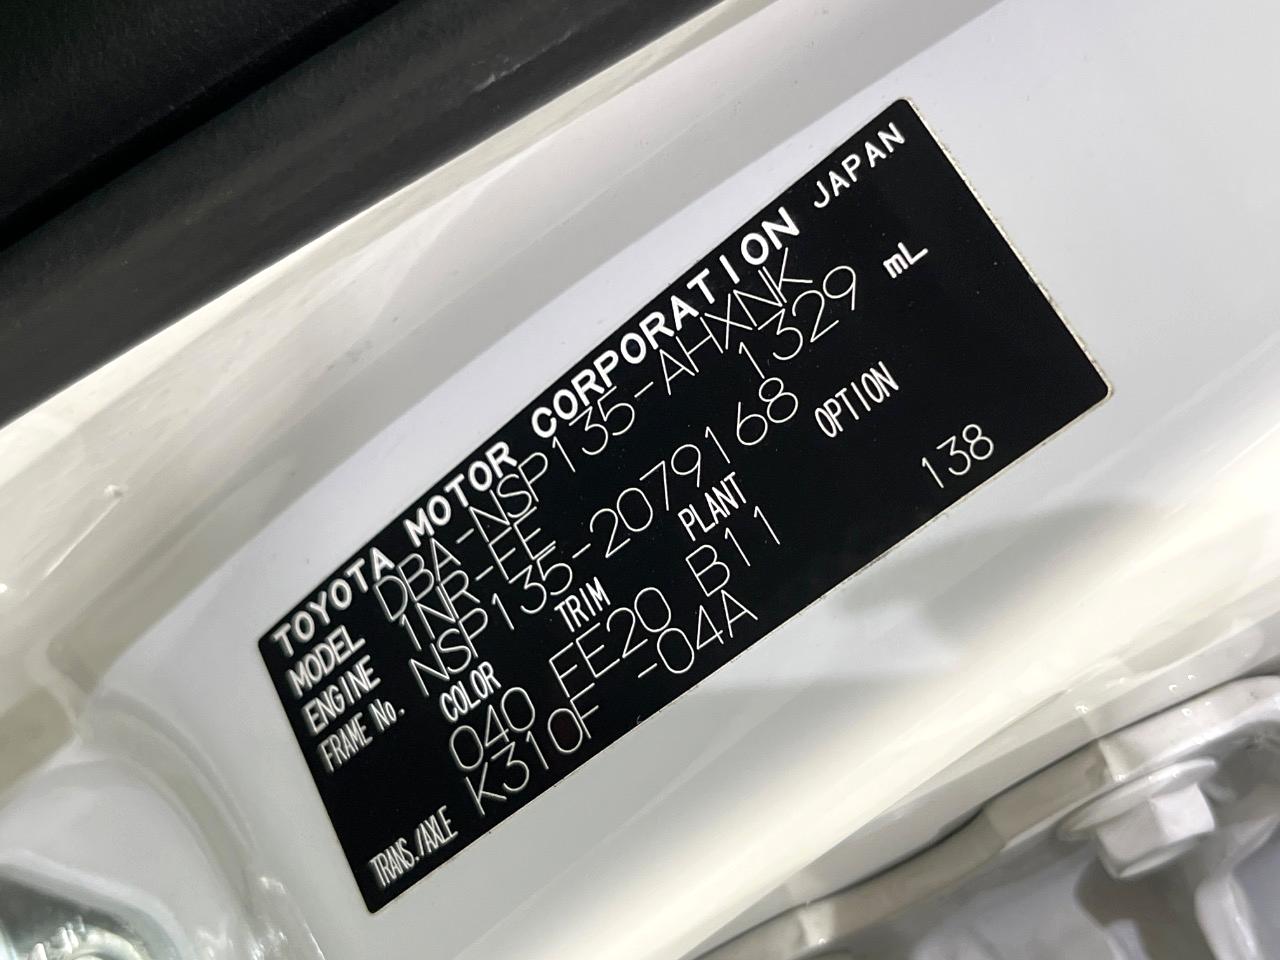 TOYOTA MOTOR CORPORATION JAPAN
MODEL DBA-NSP135-AHXNK
ENGINE 1NR-EE 1329 mL
FRAME No. NSP135-2079168
COLOR TRIM PLANT OPTION
040 FE20 B11 138
TRANS./AXLE K310F -04A